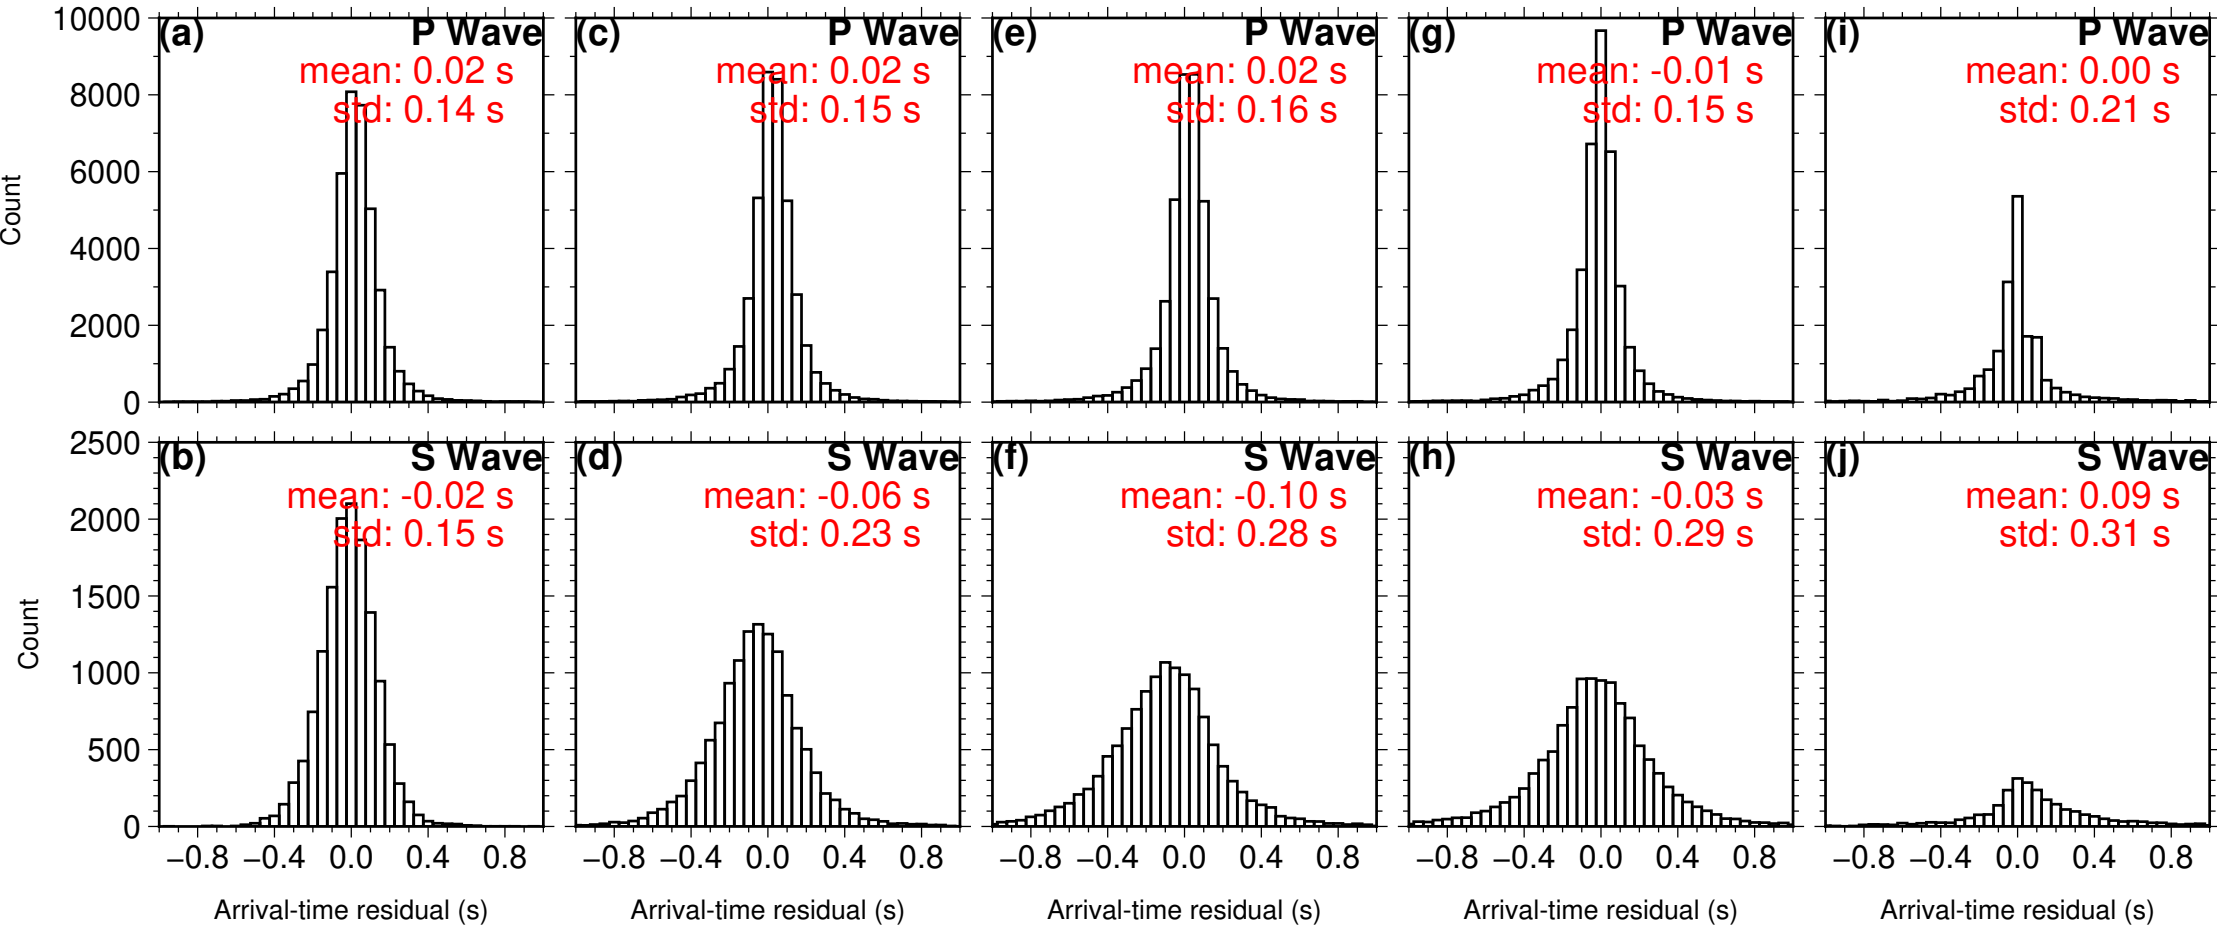 (a) P Wave
mean: 0.02 s
std: 0.14 s
(c) P Wave
mean: 0.02 s
std: 0.15 s
(e) P Wave
mean: 0.02 s
std: 0.16 s
(g) P Wave
mean: -0.01 s
std: 0.15 s
(i) P Wave
mean: 0.00 s
std: 0.21 s
10000
8000
6000
4000
2000
0
Count
(b) S Wave
mean: -0.02 s
std: 0.15 s
(d) S Wave
mean: -0.06 s
std: 0.23 s
(f) S Wave
mean: -0.10 s
std: 0.28 s
(h) S Wave
mean: -0.03 s
std: 0.29 s
(j) S Wave
mean: 0.09 s
std: 0.31 s
2500
2000
1500
1000
500
0
Count
−0.8 −0.4 0.0 0.4 0.8
−0.8 −0.4 0.0 0.4 0.8
−0.8 −0.4 0.0 0.4 0.8
−0.8 −0.4 0.0 0.4 0.8
−0.8 −0.4 0.0 0.4 0.8
Arrival-time residual (s)
Arrival-time residual (s)
Arrival-time residual (s)
Arrival-time residual (s)
Arrival-time residual (s)